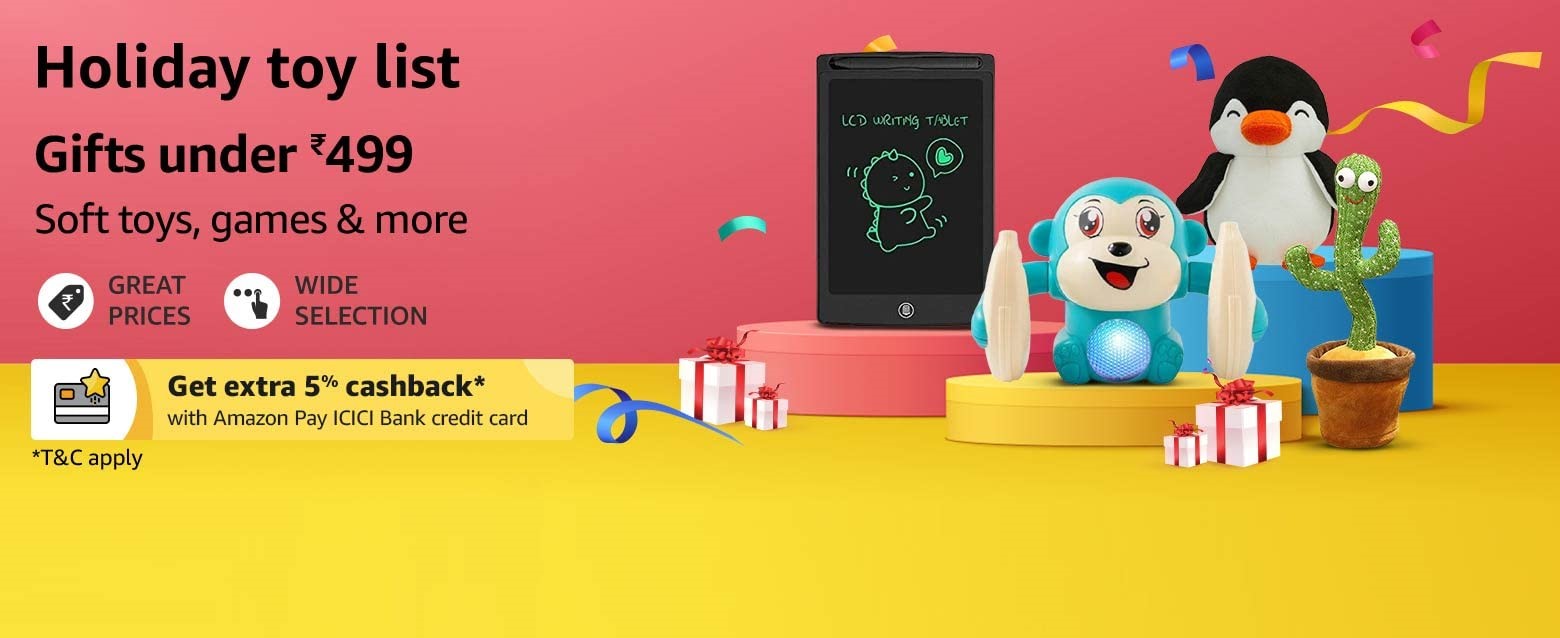 Holiday toy list
Gifts under ₹499
Soft toys, games & more
GREAT
PRICES
WIDE
SELECTION
Get extra 5% cashback*
with Amazon Pay ICICI Bank credit card
*T&C apply
LCD WRITING TABLET